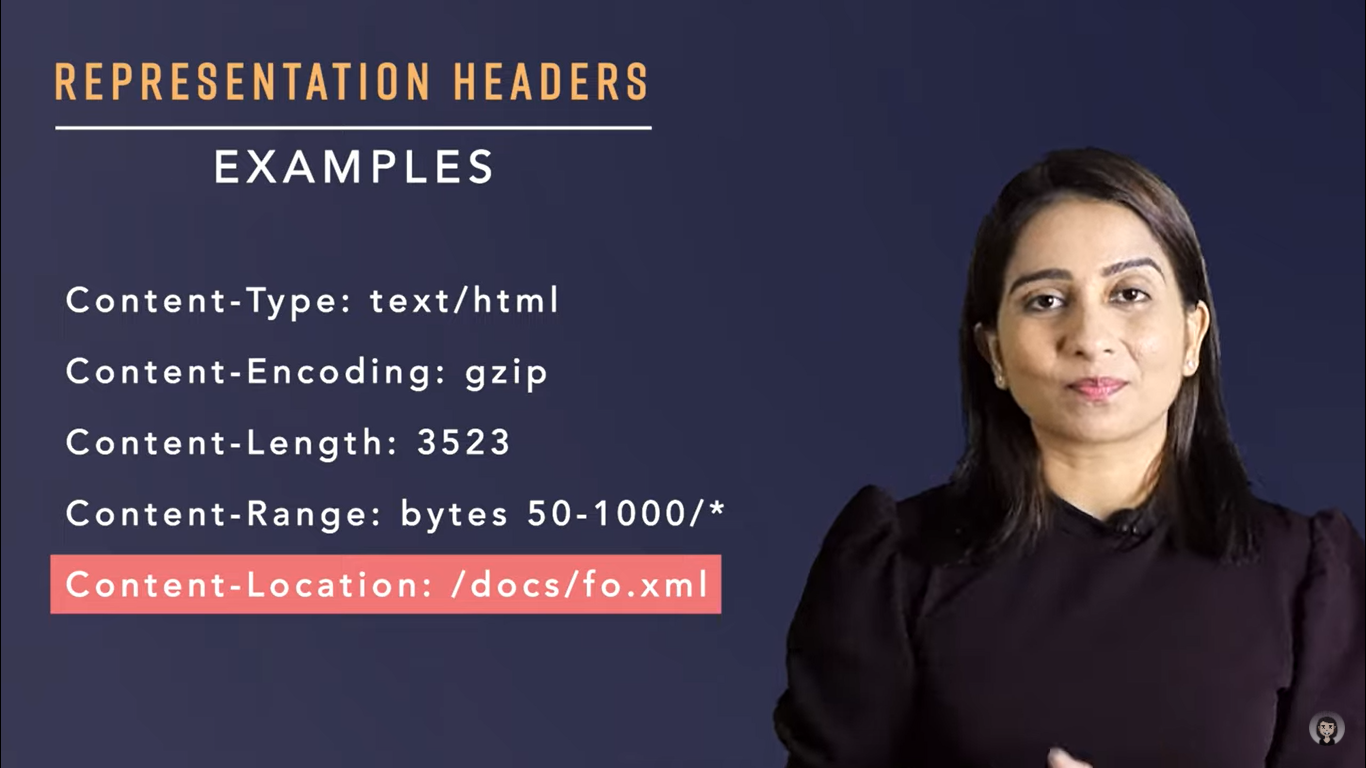 REPRESENTATION HEADERS
EXAMPLES
Content-Type: text/html
Content-Encoding: gzip
Content-Length: 3523
Content-Range: bytes 50-1000/*
Content-Location: /docs/fo.xml